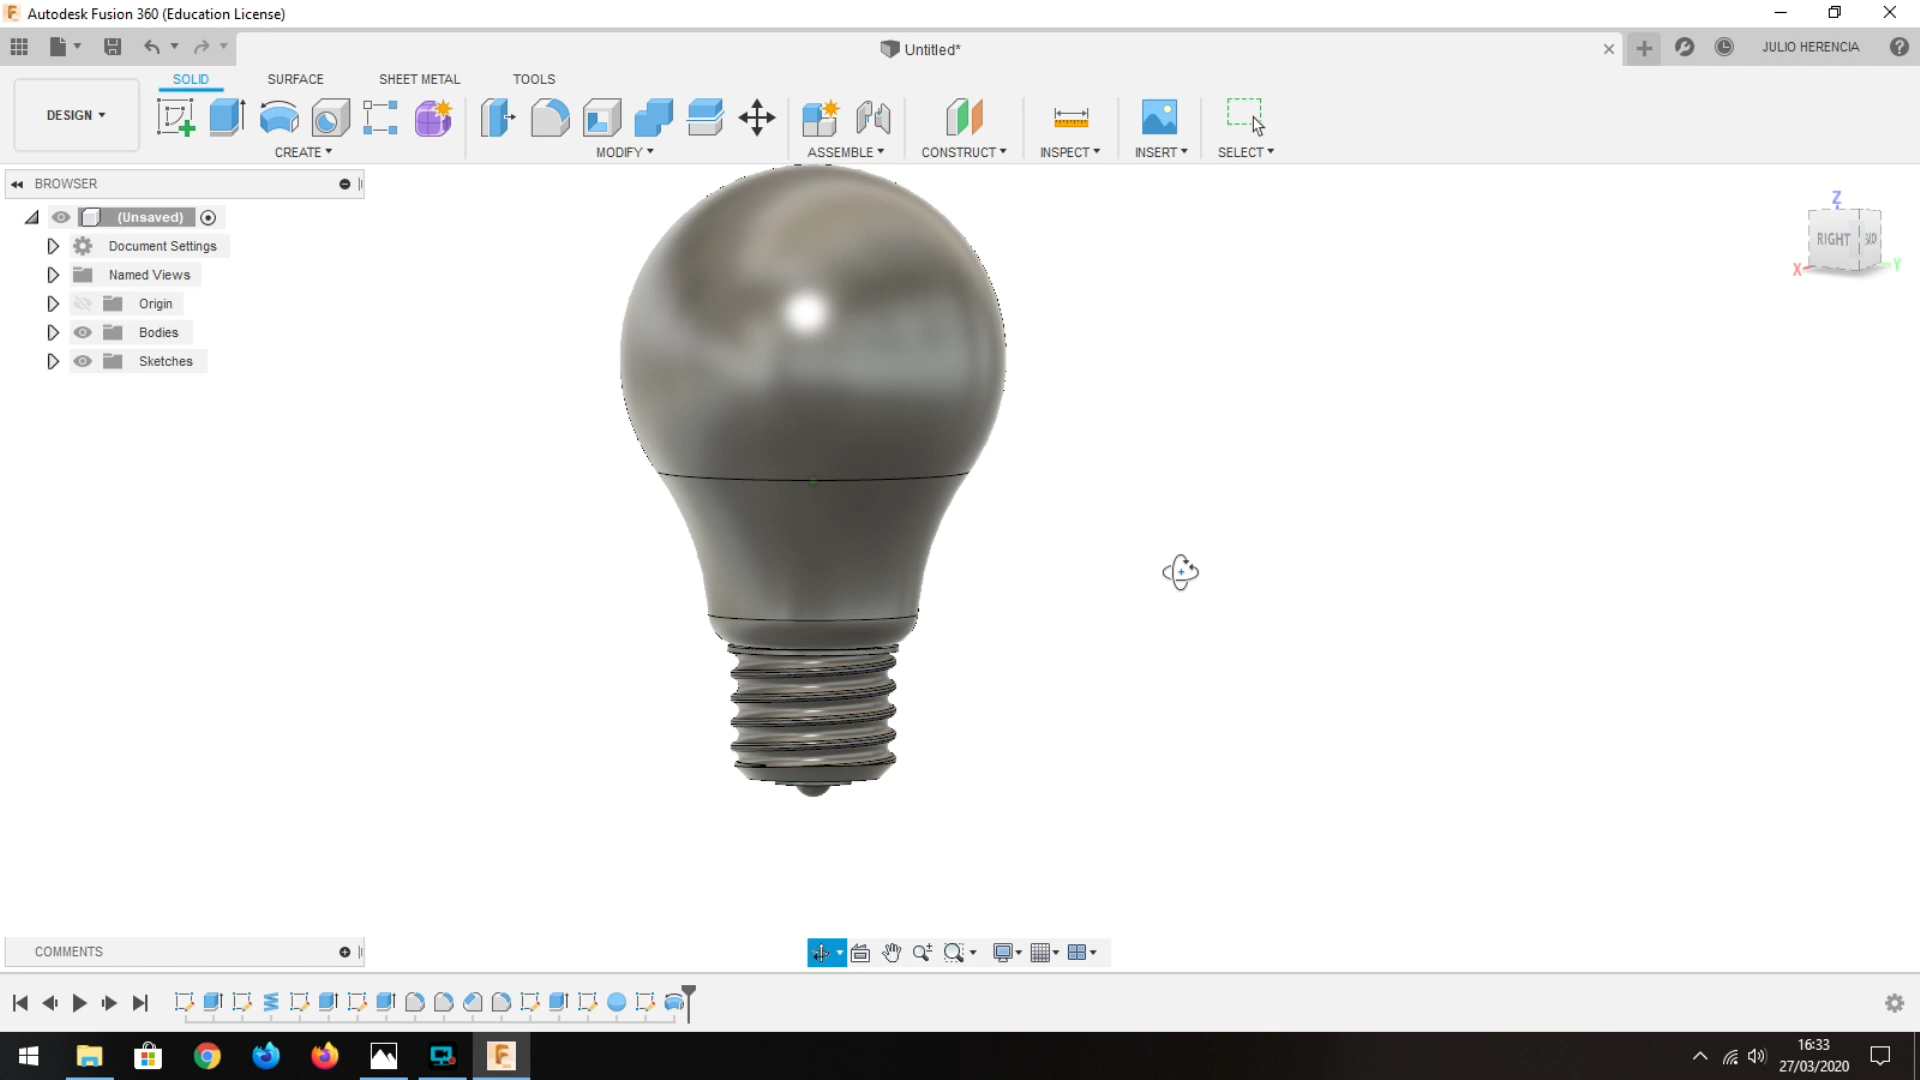 Autodesk Fusion 360 (Education License)
Untitled*
JULIO HERENCIA
SOLID
SURFACE
SHEET METAL
TOOLS
DESIGN
CREATE
MODIFY
ASSEMBLE
CONSTRUCT
INSPECT
INSERT
SELECT
BROWSER
(Unsaved)
Document Settings
Named Views
Origin
Bodies
Sketches
Z
RIGHT
X
Y
COMMENTS
16:33
27/03/2020